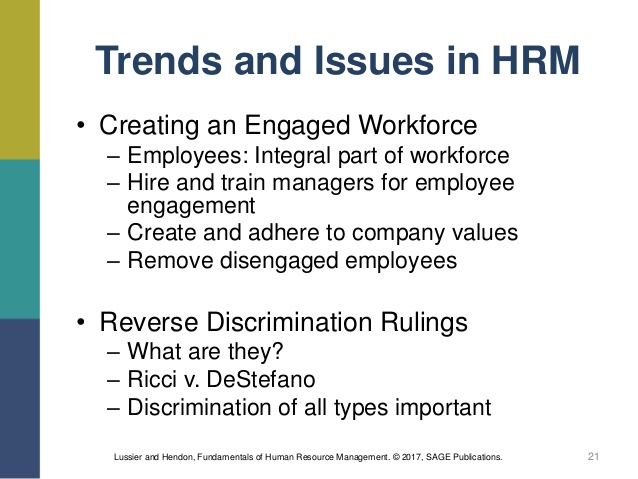 Trends and Issues in HRM
• Creating an Engaged Workforce
– Employees: Integral part of workforce
– Hire and train managers for employee
engagement
– Create and adhere to company values
– Remove disengaged employees
• Reverse Discrimination Rulings
– What are they?
– Ricci v. DeStefano
– Discrimination of all types important
Lussier and Hendon, Fundamentals of Human Resource Management. © 2017, SAGE Publications.
21